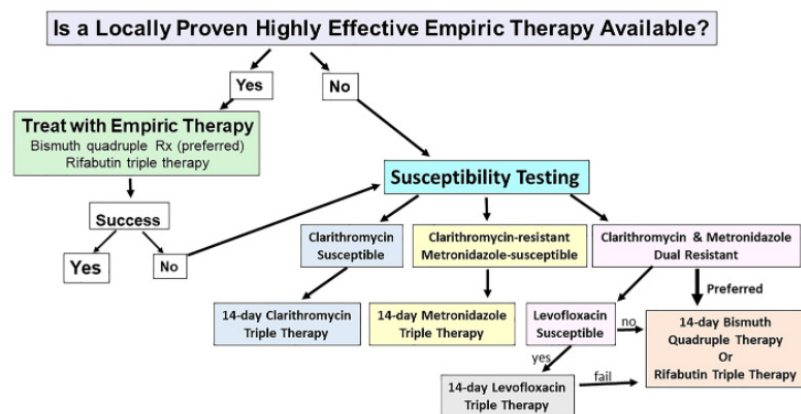 Is a Locally Proven Highly Effective Empiric Therapy Available?
Yes
No
Treat with Empiric Therapy
Bismuth quadruple Rx (preferred)
Rifabutin triple therapy
Susceptibility Testing
Success
Yes
No
Clarithromycin
Susceptible
Clarithromycin-resistant
Metronidazole-susceptible
Clarithromycin & Metronidazole
Dual Resistant
Preferred
14-day Clarithromycin
Triple Therapy
14-day Metronidazole
Triple Therapy
Levofloxacin
Susceptible
no
14-day Bismuth
Quadruple Therapy
Or
Rifabutin Triple Therapy
yes
14-day Levofloxacin
Triple Therapy
fail